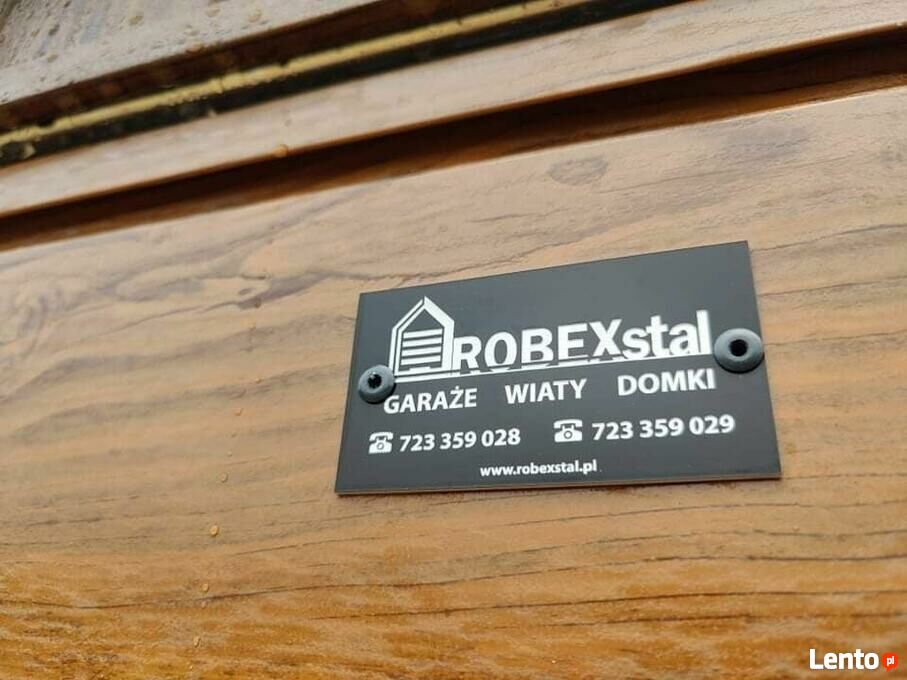 ROBEXstal
GARAŻE WIATY DOMKI
☎ 723 359 028 ☎ 723 359 029
www.robexstal.pl
Lento.pl